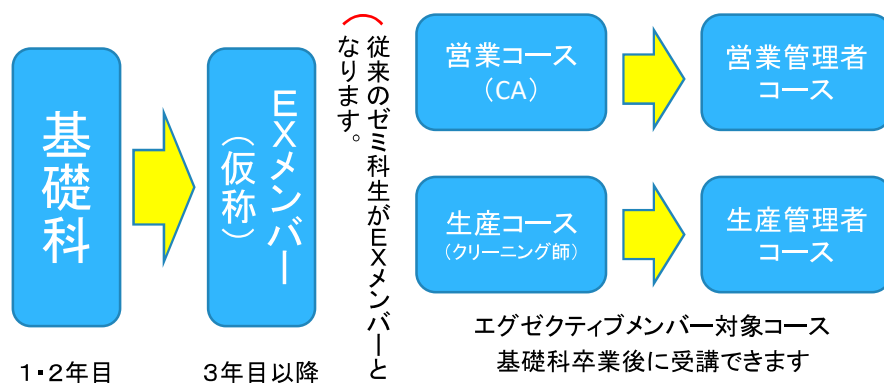 基礎科
1・2年目
EXメンバー
（仮称）
3年目以降
（従来のゼミ科生がEXメンバーと
なります。
営業コース
（CA）
営業管理者
コース
生産コース
（クリーニング師）
生産管理者
コース
エグゼクティブメンバー対象コース
基礎科卒業後に受講できます